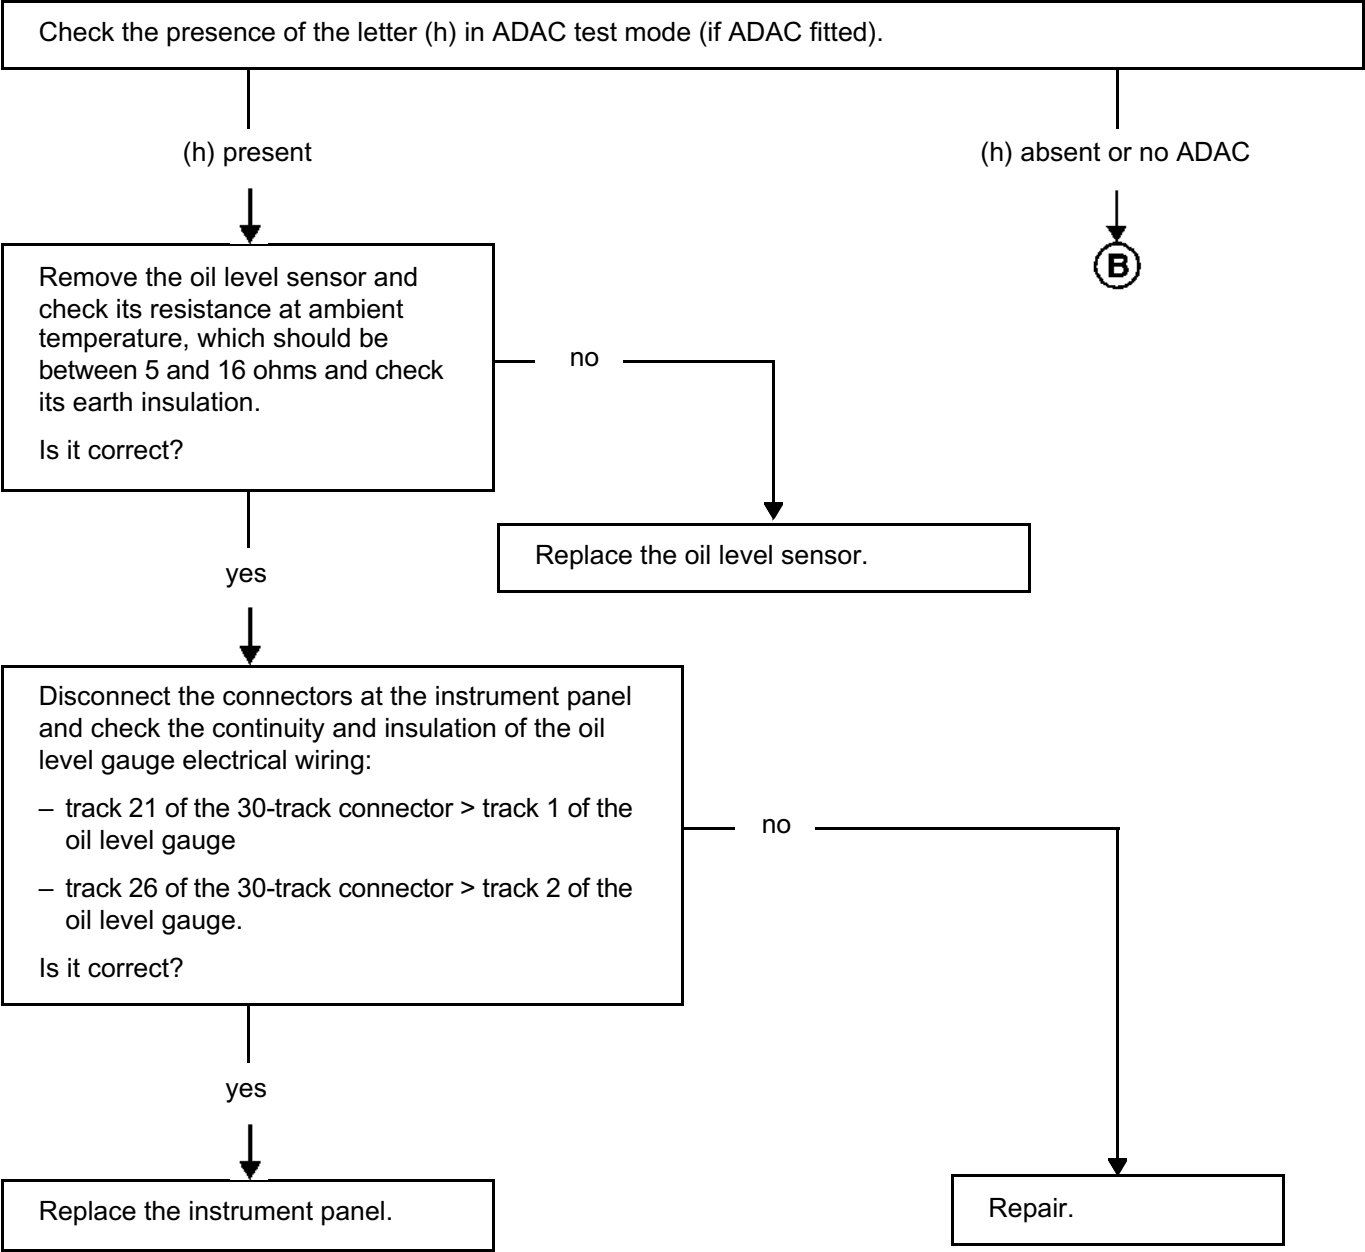 Check the presence of the letter (h) in ADAC test mode (if ADAC fitted).
(h) present
(h) absent or no ADAC
B
Remove the oil level sensor and
check its resistance at ambient
temperature, which should be
between 5 and 16 ohms and check
its earth insulation.
Is it correct?
no
Replace the oil level sensor.
yes
Disconnect the connectors at the instrument panel
and check the continuity and insulation of the oil
level gauge electrical wiring:
– track 21 of the 30-track connector > track 1 of the
oil level gauge
– track 26 of the 30-track connector > track 2 of the
oil level gauge.
Is it correct?
no
yes
Replace the instrument panel.
Repair.